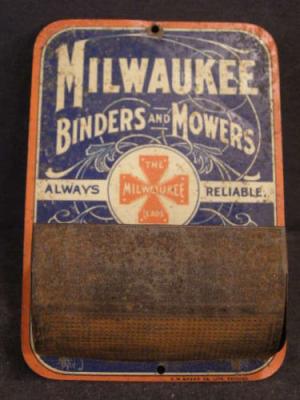 MILWAUKEE
BINDERS AND MOWERS
ALWAYS
RELIABLE.
THE
MILWAUKEE
LEADS